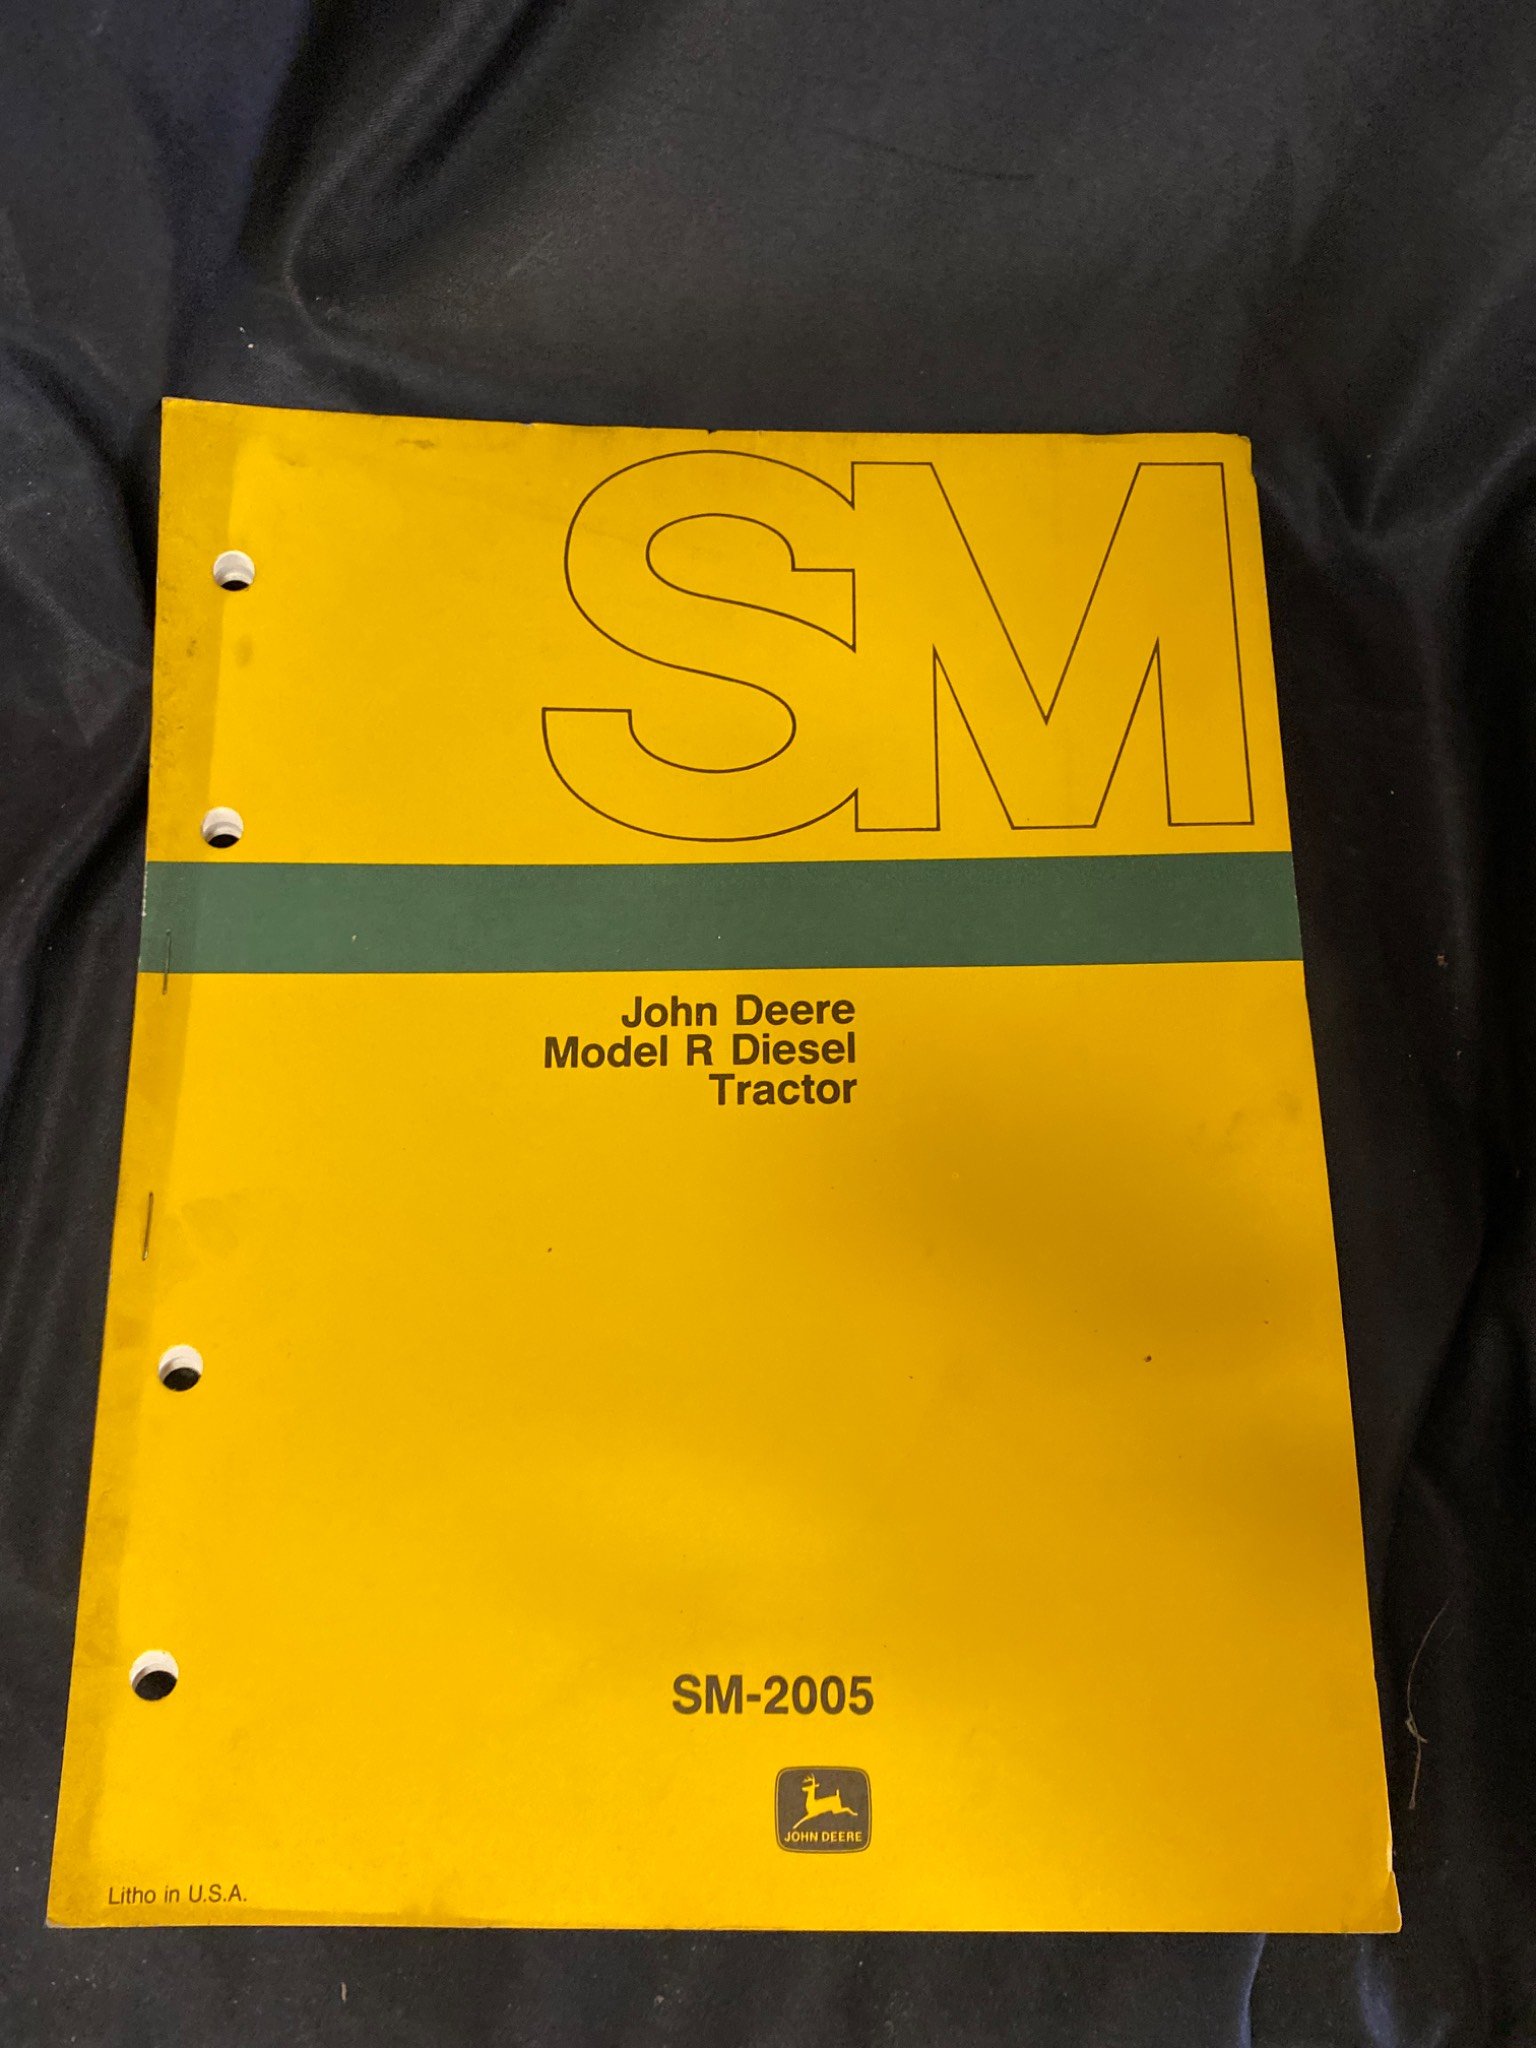 SM
John Deere
Model R Diesel
Tractor
SM-2005
JOHN DEERE
Litho in U.S.A.